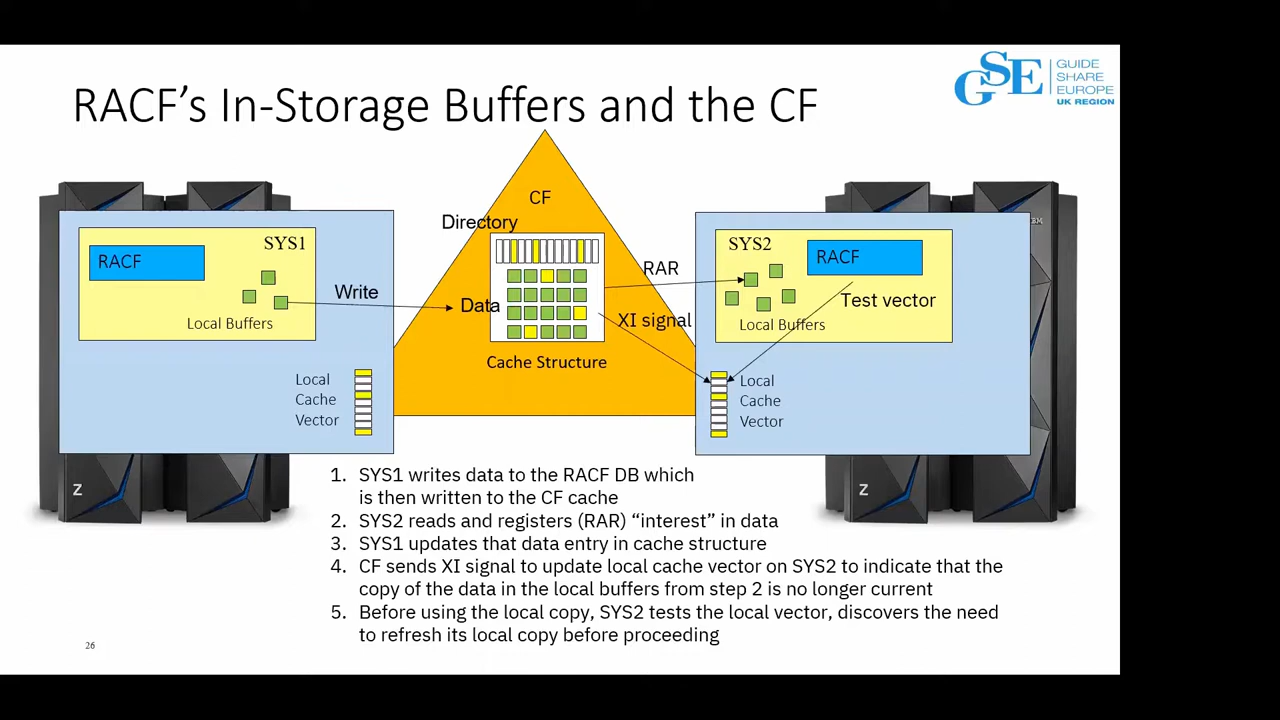 GSE
GUIDE
SHARE
EUROPE
UK REGION
RACF's In-Storage Buffers and the CF
CF
Directory
SYS1
RACF
Local Buffers
Write
Data
Cache Structure
RAR
XI signal
SYS2
RACF
Test vector
Local Buffers
Local
Cache
Vector
Local
Cache
Vector
Z
Z
1. SYS1 writes data to the RACF DB which
is then written to the CF cache
2. SYS2 reads and registers (RAR) “interest” in data
3. SYS1 updates that data entry in cache structure
4. CF sends XI signal to update local cache vector on SYS2 to indicate that the
copy of the data in the local buffers from step 2 is no longer current
5. Before using the local copy, SYS2 tests the local vector, discovers the need
to refresh its local copy before proceeding
26